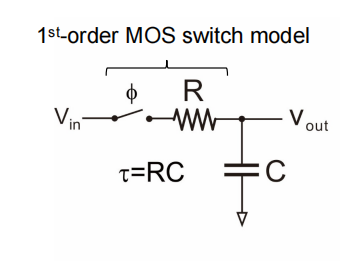 1st-order MOS switch model
ϕ
R
Vin
Vout
τ=RC
C